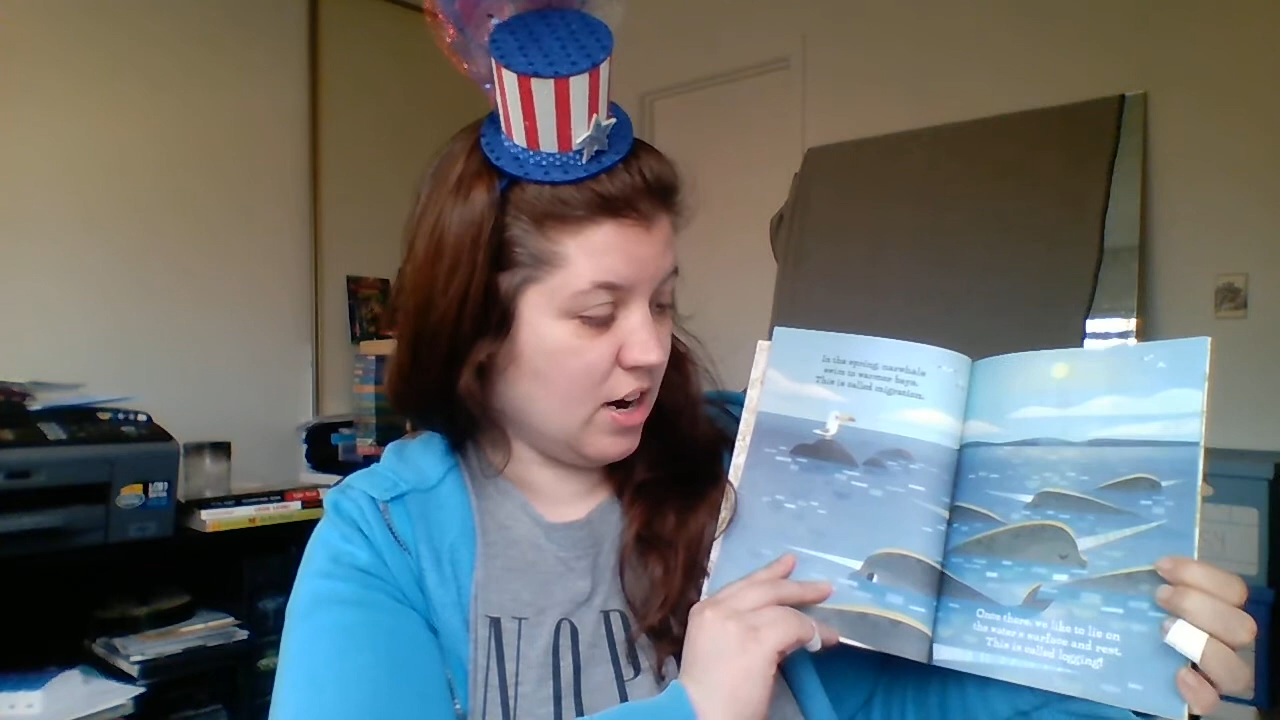 In the spring, narwhals
swim to warmer bays.
This is called migration.
Once there, we like to lie on
the water's surface and rest.
This is called logging!
NOP